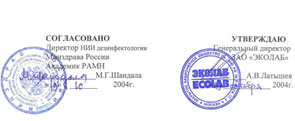 СОГЛАСОВАНО
Директор НИИ дезинфектологии
Минздрава России
Академик РАМН
М.Г.Шандала
2004г.
УТВЕРЖДАЮ
Генеральный директор
ЗАО «ЭКОЛАБ»
А.В.Латышев
2004г.
ЭКОЛАБ
ECOLAB